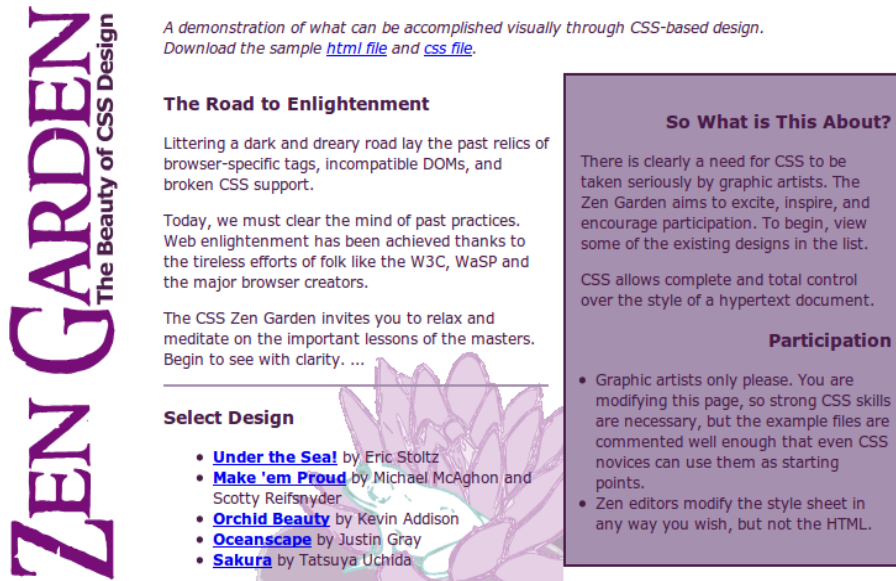 ZEN GARDEN
The Beauty of CSS Design
A demonstration of what can be accomplished visually through CSS-based design.
Download the sample html file and css file.
The Road to Enlightenment
Littering a dark and dreary road lay the past relics of
browser-specific tags, incompatible DOMs, and
broken CSS support.
Today, we must clear the mind of past practices.
Web enlightenment has been achieved thanks to
the tireless efforts of folk like the W3C, WaSP and
the major browser creators.
The CSS Zen Garden invites you to relax and
meditate on the important lessons of the masters.
Begin to see with clarity. ...
Select Design
• Under the Sea! by Eric Stoltz
• Make 'em Proud by Michael McAghon and
Scotty Reifsnyder
• Orchid Beauty by Kevin Addison
• Oceanscape by Justin Gray
• Sakura by Tatsuya Uchida
So What is This About?
There is clearly a need for CSS to be
taken seriously by graphic artists. The
Zen Garden aims to excite, inspire, and
encourage participation. To begin, view
some of the existing designs in the list.
CSS allows complete and total control
over the style of a hypertext document.
Participation
• Graphic artists only please. You are
modifying this page, so strong CSS skills
are necessary, but the example files are
commented well enough that even CSS
novices can use them as starting
points.
• Zen editors modify the style sheet in
any way you wish, but not the HTML.